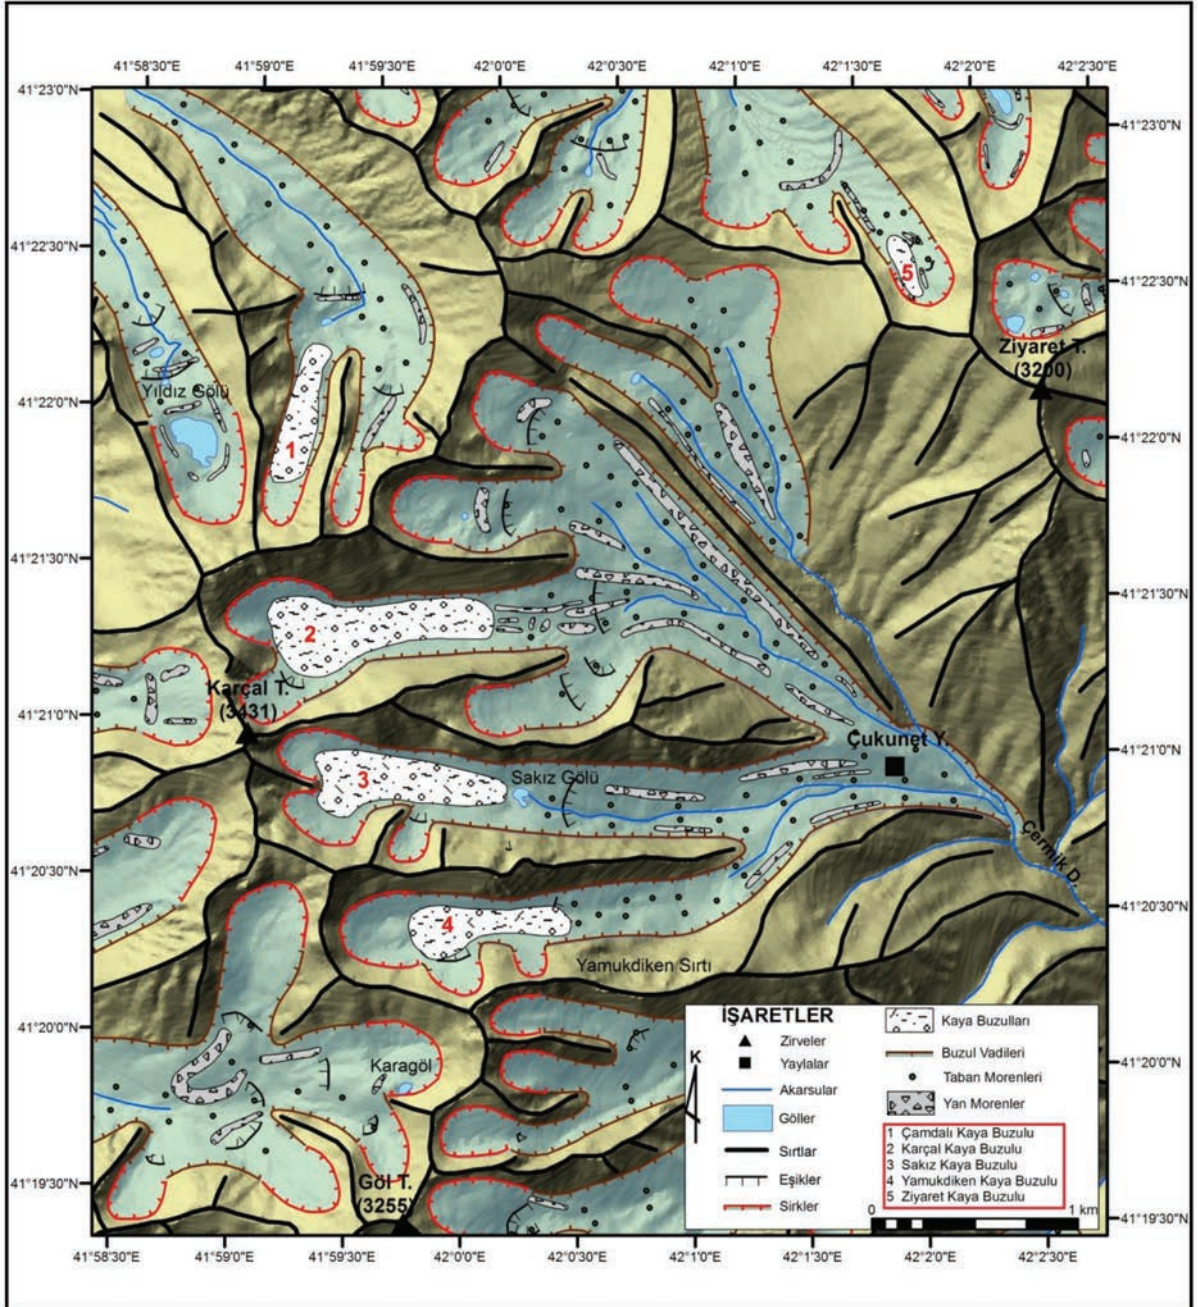 41°58'30"E 41°59'0"E 41°59'30"E 42°0'0"E 42°0'30"E 42°1'0"E 42°1'30"E 42°2'0"E 42°2'30"E
41°23'0"N
41°23'0"N
41°22'30"N
41°22'30"N
5
Ziyaret T.
(3200)
41°22'0"N
Yıldız Gölü
41°22'0"N
1
41°21'30"N
41°21'30"N
2
Karçal T.
(3431)
41°21'0"N
Çukunet Y.
41°21'0"N
3
Sakız Gölü
Çermik D.
41°20'30"N
41°20'30"N
4
Yamukdiken Sırtı
41°20'0"N
41°20'0"N
Karagöl
41°19'30"N
Göl T.
(3255)
41°19'30"N
K
İŞARETLER
Zirveler
Yaylalar
Akarsular
Göller
Sırtlar
Eşikler
Sirkler
Kaya Buzulları
Buzul Vadileri
Taban Morenleri
Yan Morenler
1 Çamdalı Kaya Buzulu
2 Karçal Kaya Buzulu
3 Sakız Kaya Buzulu
4 Yamukdiken Kaya Buzulu
5 Ziyaret Kaya Buzulu
0 1 km
41°58'30"E 41°59'0"E 41°59'30"E 42°0'0"E 42°0'30"E 42°1'0"E 42°1'30"E 42°2'0"E 42°2'30"E